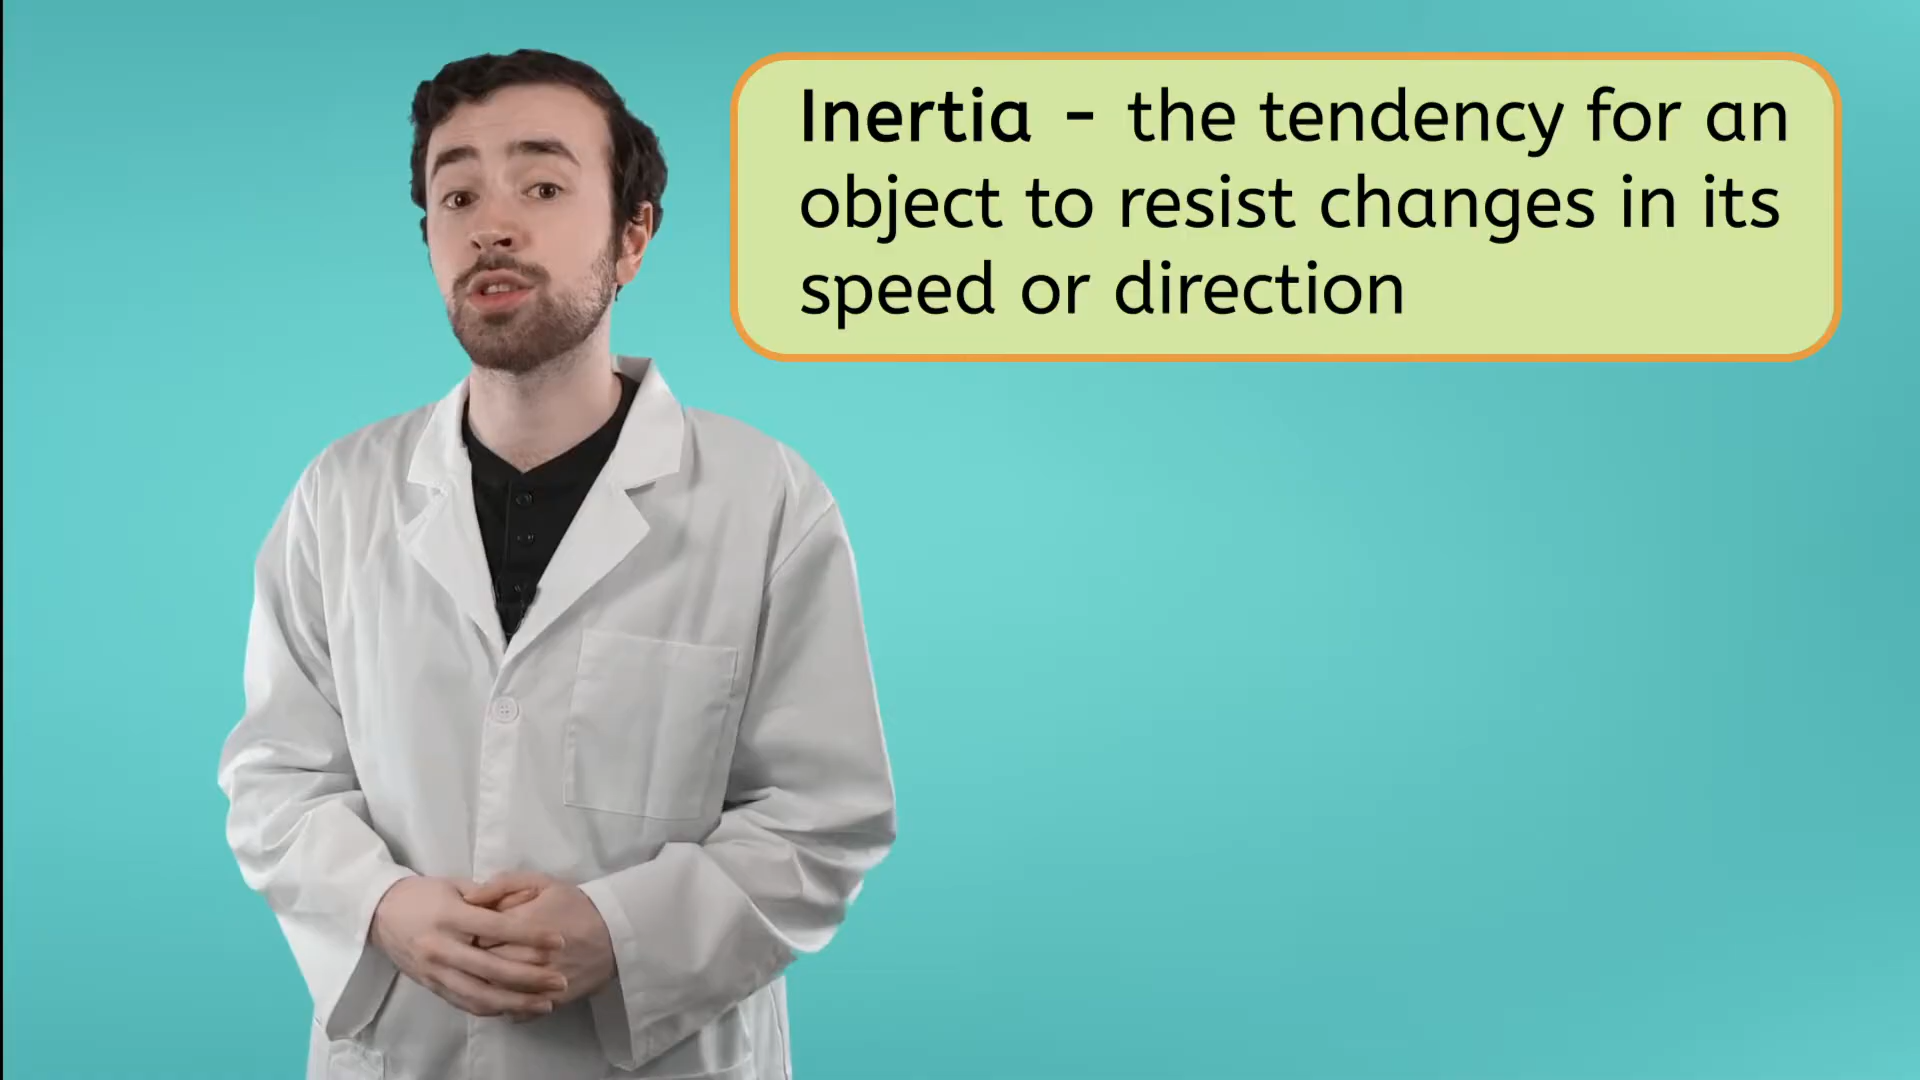 Inertia - the tendency for an
object to resist changes in its
speed or direction